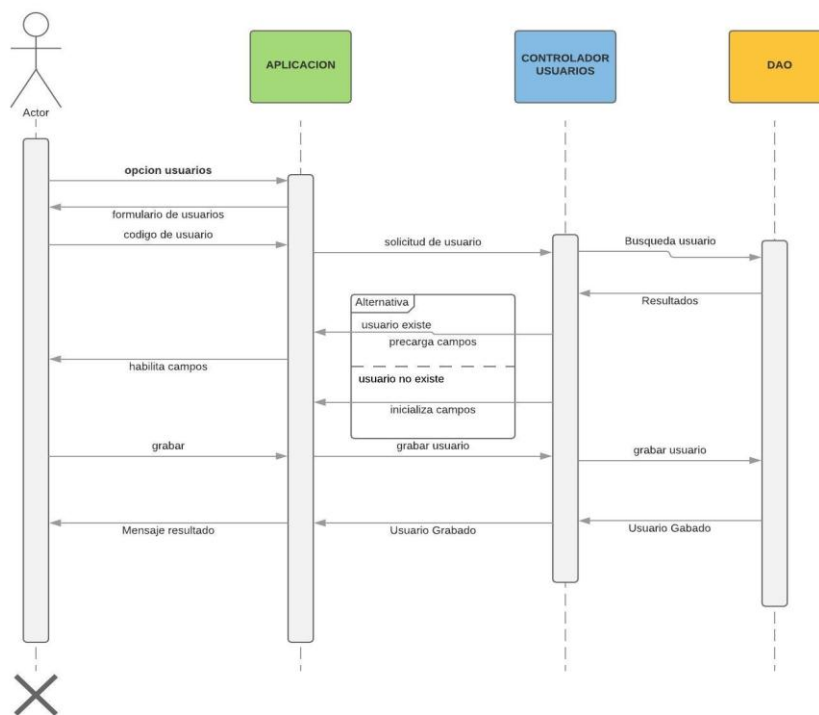 Actor
APLICACION
CONTROLADOR
USUARIOS
DAO
opcion usuarios
formulario de usuarios
codigo de usuario
solicitud de usuario
Busqueda usuario
Resultados
Alternativa
usuario existe
precarga campos
habilita campos
usuario no existe
inicializa campos
grabar
grabar usuario
grabar usuario
Mensaje resultado
Usuario Grabado
Usuario Gabado